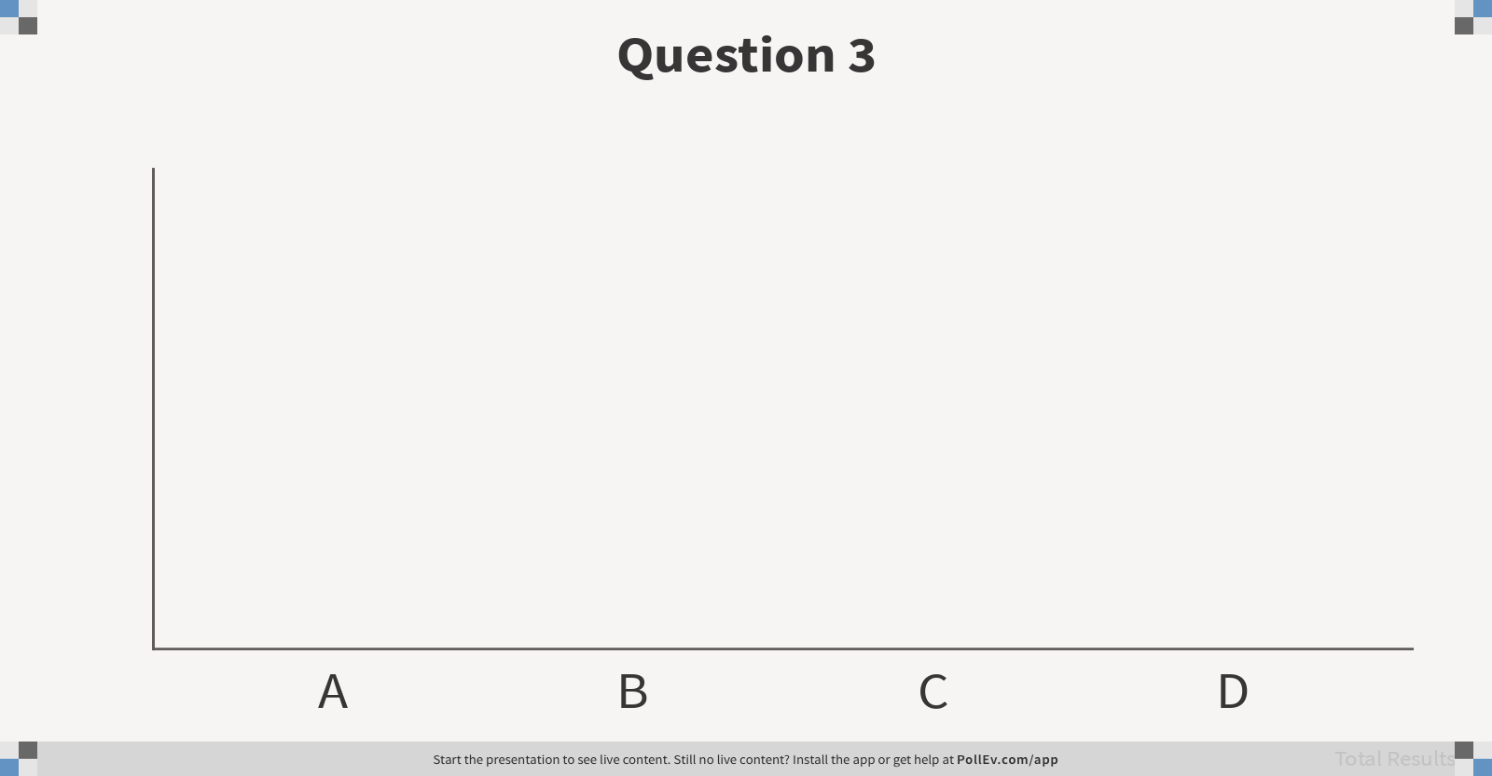 Question 3
A
B
C
D
Start the presentation to see live content. Still no live content? Install the app or get help at PollEv.com/app
Total Results